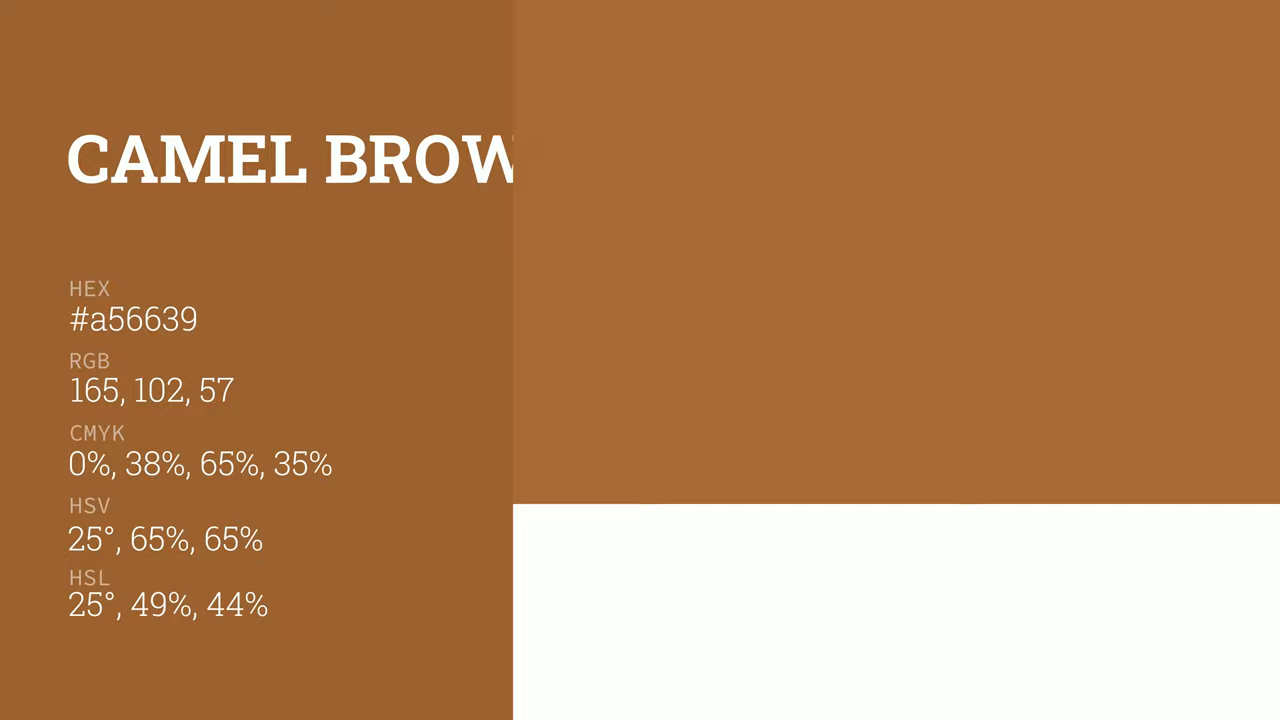 CAMEL BROW
HEX
#a56639
RGB
165, 102, 57
CMYK
0%, 38%, 65%, 35%
HSV
25°, 65%, 65%
HSL
25°, 49%, 44%